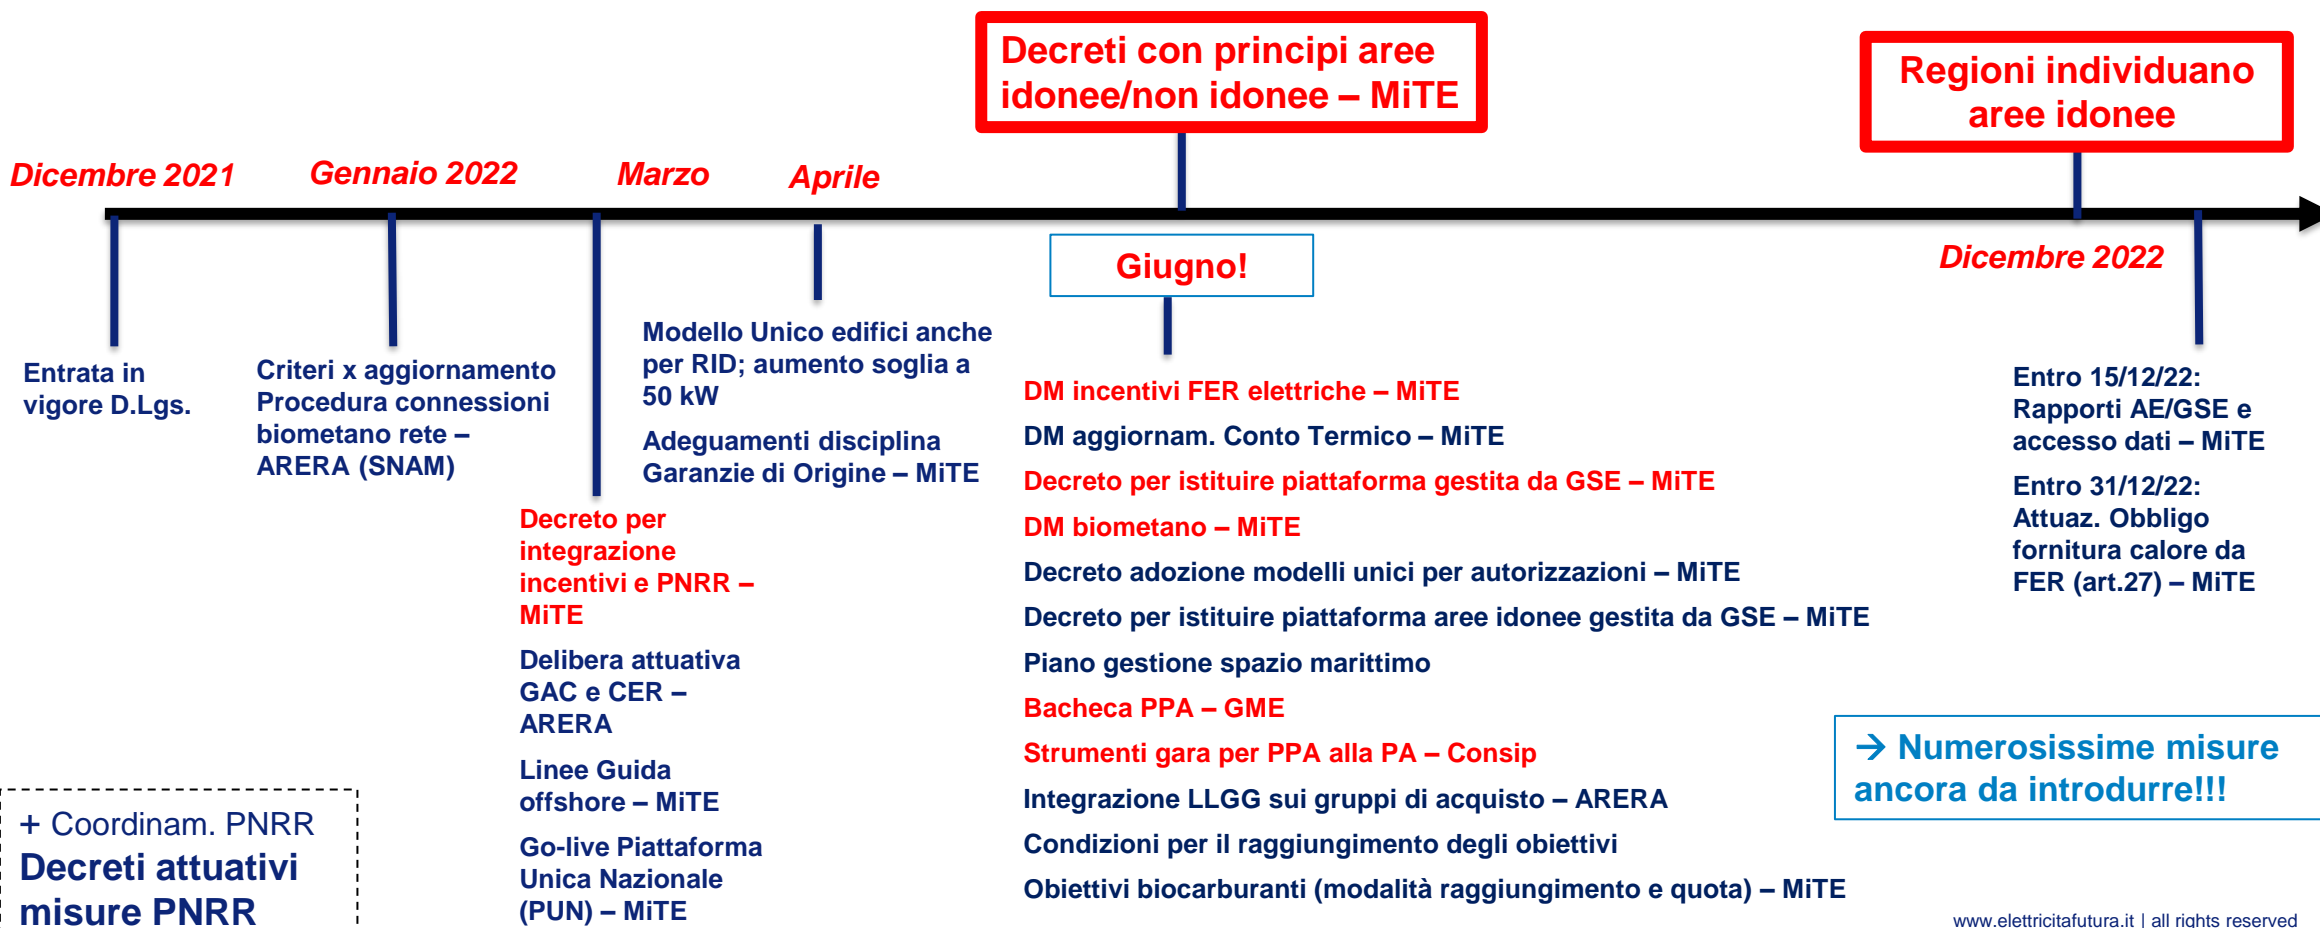 Decreti con principi aree
idonee/non idonee – MiTE
Regioni individuano
aree idonee
Dicembre 2021
Gennaio 2022
Marzo
Aprile
Giugno!
Dicembre 2022
Entrata in
vigore D.Lgs.
Criteri x aggiornamento
Procedura connessioni
biometano rete –
ARERA (SNAM)
Decreto per
integrazione
incentivi e PNRR –
MiTE
Delibera attuativa
GAC e CER –
ARERA
Linee Guida
offshore – MiTE
Go-live Piattaforma
Unica Nazionale
(PUN) – MiTE
Modello Unico edifici anche
per RID; aumento soglia a
50 kW
Adeguamenti disciplina
Garanzie di Origine – MiTE
DM incentivi FER elettriche – MiTE
DM aggiornam. Conto Termico – MiTE
Decreto per istituire piattaforma gestita da GSE – MiTE
DM biometano – MiTE
Decreto adozione modelli unici per autorizzazioni – MiTE
Decreto per istituire piattaforma aree idonee gestita da GSE – MiTE
Piano gestione spazio marittimo
Bacheca PPA – GME
Strumenti gara per PPA alla PA – Consip
Integrazione LLGG sui gruppi di acquisto – ARERA
Condizioni per il raggiungimento degli obiettivi
Obiettivi biocarburanti (modalità raggiungimento e quota) – MiTE
Entro 15/12/22:
Rapporti AE/GSE e
accesso dati – MiTE
Entro 31/12/22:
Attuaz. Obbligo
fornitura calore da
FER (art.27) – MiTE
→ Numerosissime misure
ancora da introdurre!!!
+ Coordinam. PNRR
Decreti attuativi
misure PNRR
www.elettricitafutura.it | all rights reserved